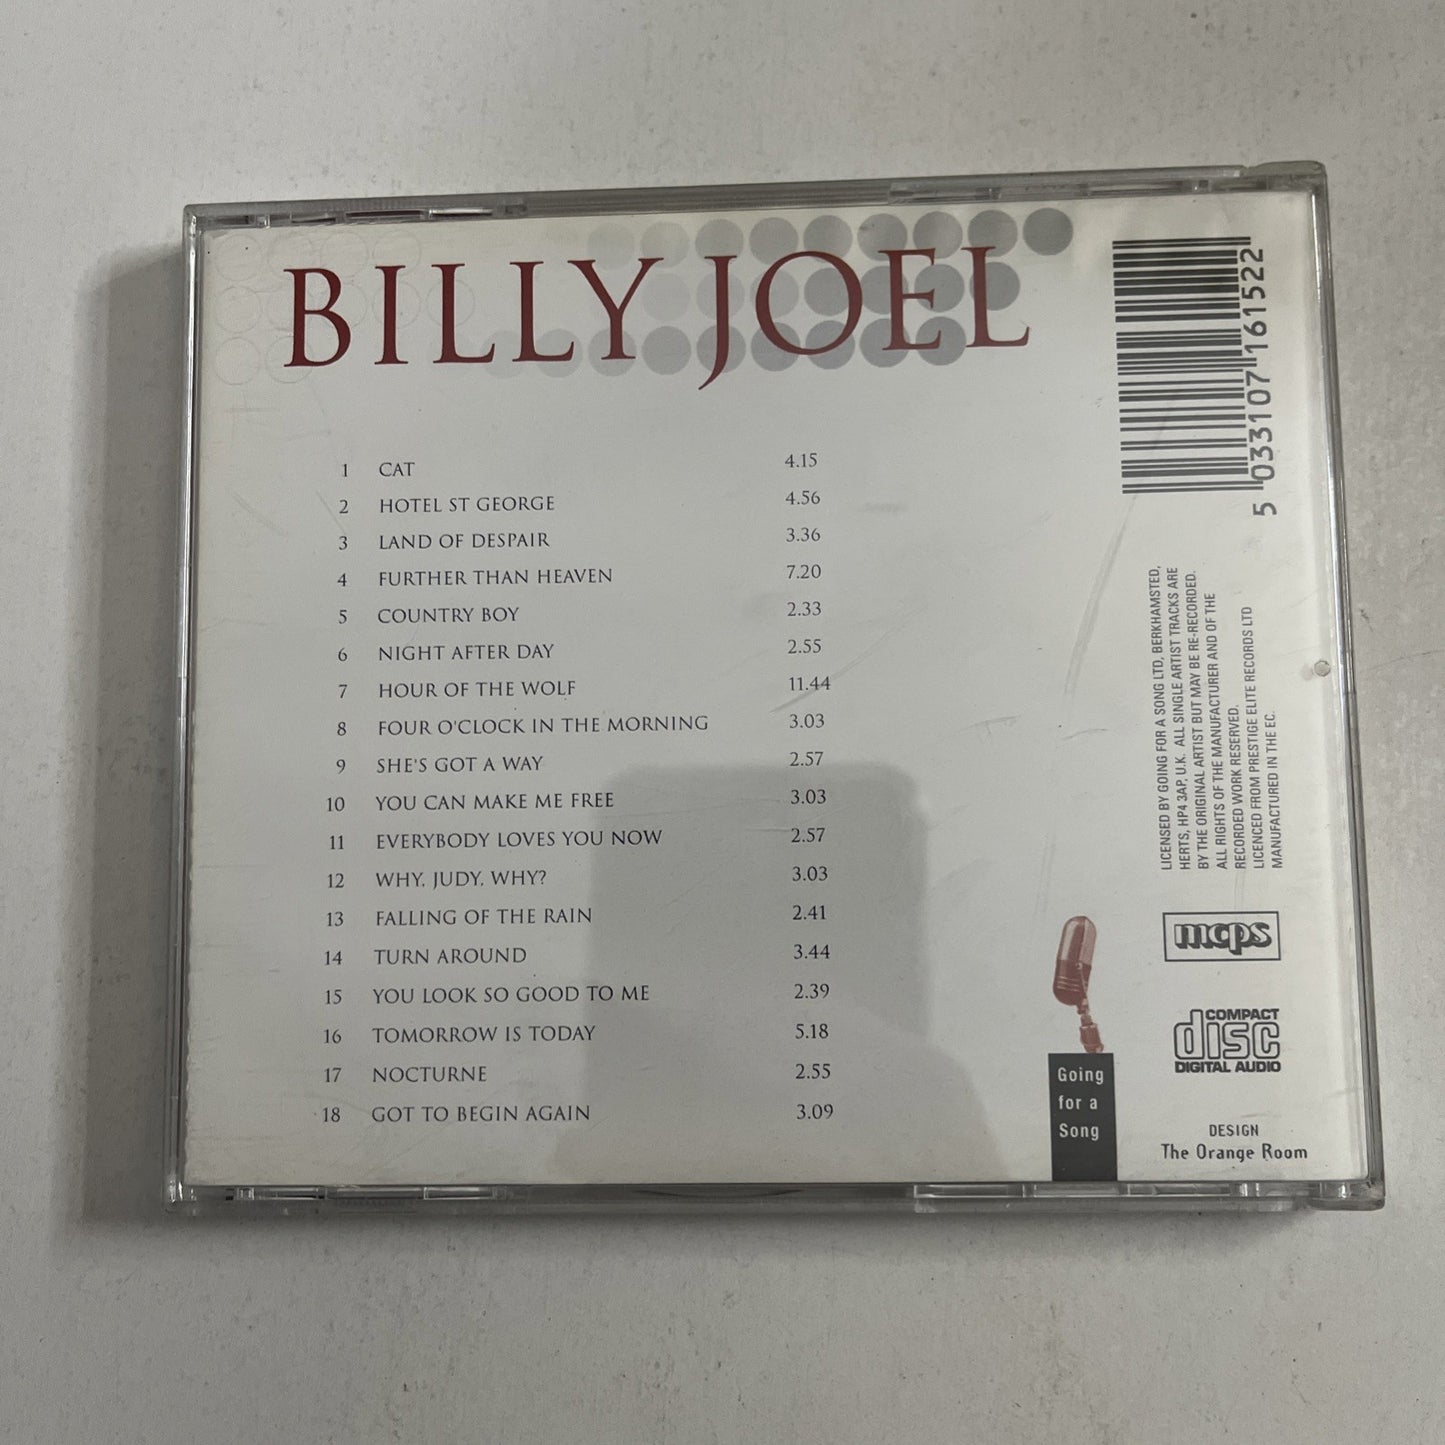 BILLY JOEL
1 CAT 4.15
2 HOTEL ST GEORGE 4.56
3 LAND OF DESPAIR 3.36
4 FURTHER THAN HEAVEN 7.20
5 COUNTRY BOY 2.33
6 NIGHT AFTER DAY 2.55
7 HOUR OF THE WOLF 11.44
8 FOUR O'CLOCK IN THE MORNING 3.03
9 SHE'S GOT A WAY 2.57
10 YOU CAN MAKE ME FREE 3.03
11 EVERYBODY LOVES YOU NOW 2.57
12 WHY, JUDY, WHY? 3.03
13 FALLING OF THE RAIN 2.41
14 TURN AROUND 3.44
15 YOU LOOK SO GOOD TO ME 2.39
16 TOMORROW IS TODAY 5.18
17 NOCTURNE 2.55
18 GOT TO BEGIN AGAIN 3.09
5 033107 161522
LICENSED BY GOING FOR A SONG LTD, BERKHAMSTED,
HERTS, HP4 3AP, U.K. ALL SINGLE ARTIST TRACKS ARE
BY THE ORIGINAL ARTIST BUT MAY BE RE-RECORDED.
ALL RIGHTS OF THE MANUFACTURER AND OF THE
RECORDED WORK RESERVED.
LICENCED FROM PRESTIGE ELITE RECORDS LTD
MANUFACTURED IN THE EC.
mcps
COMPACT
disc
DIGITAL AUDIO
Going
for a
Song
DESIGN
The Orange Room